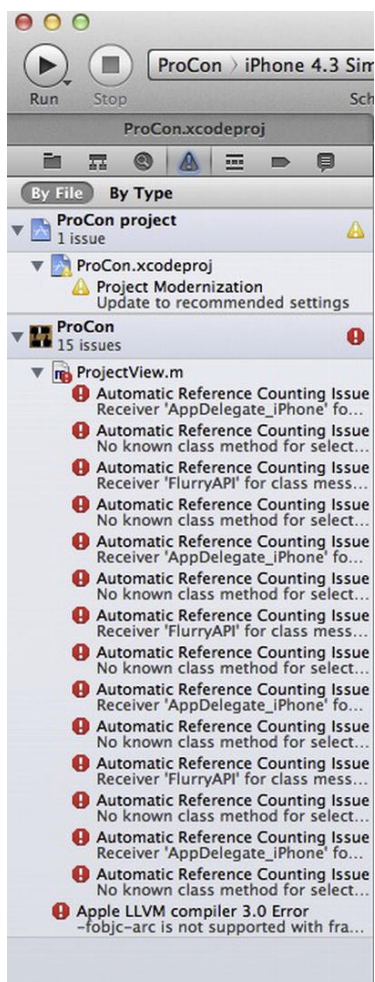 ProCon
iPhone 4.3 Sim
Run
Stop
Sch
ProCon.xcodeproj
By File
By Type
ProCon project
1 issue
ProCon.xcodeproj
Project Modernization
Update to recommended settings
ProCon
15 issues
ProjectView.m
Automatic Reference Counting Issue
Receiver 'AppDelegate_iPhone' fo...
Automatic Reference Counting Issue
No known class method for select...
Automatic Reference Counting Issue
Receiver 'FlurryAPI' for class mess...
Automatic Reference Counting Issue
No known class method for select...
Automatic Reference Counting Issue
Receiver 'AppDelegate_iPhone' fo...
Automatic Reference Counting Issue
No known class method for select...
Automatic Reference Counting Issue
Receiver 'FlurryAPI' for class mess...
Automatic Reference Counting Issue
No known class method for select...
Automatic Reference Counting Issue
Receiver 'AppDelegate_iPhone' fo...
Automatic Reference Counting Issue
No known class method for select...
Automatic Reference Counting Issue
Receiver 'FlurryAPI' for class mess...
Automatic Reference Counting Issue
No known class method for select...
Automatic Reference Counting Issue
Receiver 'AppDelegate_iPhone' fo...
Automatic Reference Counting Issue
No known class method for select...
Apple LLVM compiler 3.0 Error
-fobjc-arc is not supported with fra...